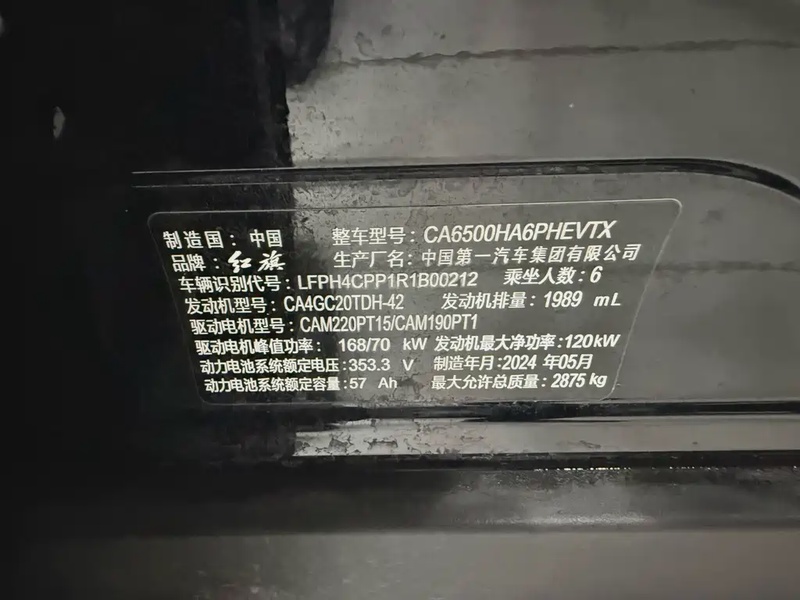 制造国：中国 整车型号：CA6500HA6PHEVTX
品牌：红旗 生产厂名：中国第一汽车集团有限公司
车辆识别代号：LFPH4CPP1R1B00212 乘坐人数：6
发动机型号：CA4GC20TDH-42 发动机排量：1989 mL
驱动电机型号：CAM220PT15/CAM190PT1
驱动电机峰值功率：168/70 kW 发动机最大净功率：120kW
动力电池系统额定电压：353.3 V 制造年月：2024 年05月
动力电池系统额定容量：57 Ah 最大允许总质量：2875kg